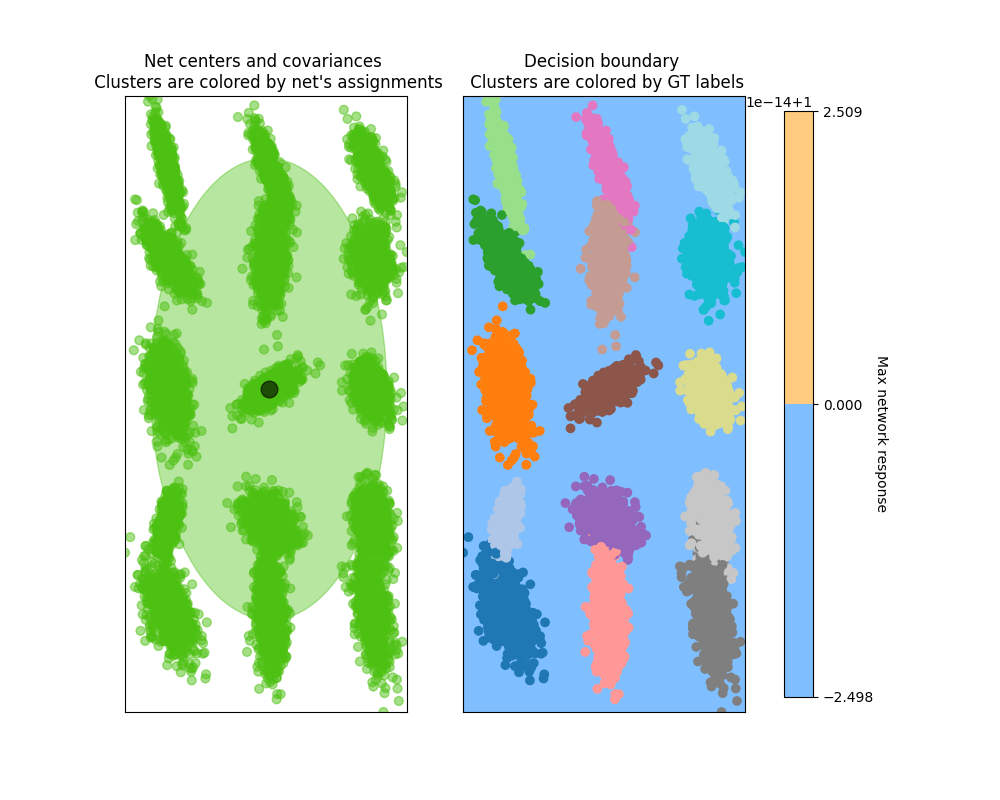 Net centers and covariances
Clusters are colored by net's assignments
Decision boundary
Clusters are colored by GT labels
1e−14+1
2.509
0.000
−2.498
Max network response